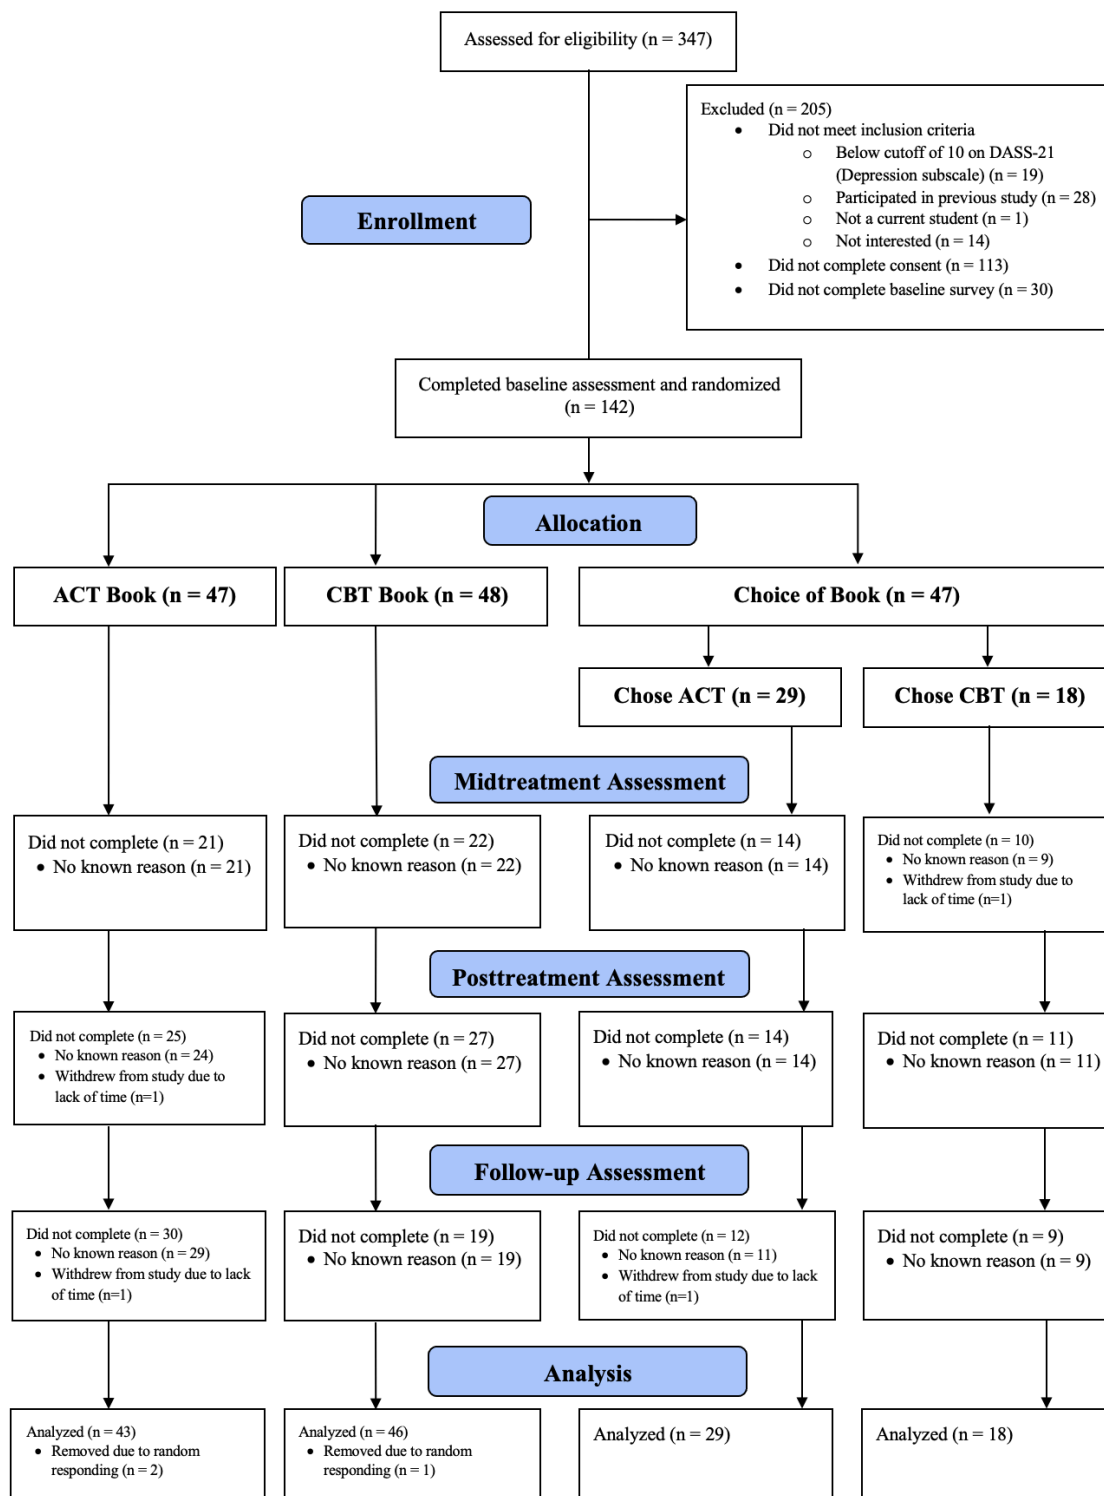 Assessed for eligibility (n = 347)
Excluded (n = 205)
• Did not meet inclusion criteria
o Below cutoff of 10 on DASS-21
(Depression subscale) (n = 19)
o Participated in previous study (n = 28)
o Not a current student (n = 1)
o Not interested (n = 14)
• Did not complete consent (n = 113)
• Did not complete baseline survey (n = 30)
Enrollment
Completed baseline assessment and randomized
(n = 142)
Allocation
ACT Book (n = 47)
CBT Book (n = 48)
Choice of Book (n = 47)
Chose ACT (n = 29)
Chose CBT (n = 18)
Midtreatment Assessment
Did not complete (n = 21)
• No known reason (n = 21)
Did not complete (n = 22)
• No known reason (n = 22)
Did not complete (n = 14)
• No known reason (n = 14)
Did not complete (n = 10)
• No known reason (n = 9)
• Withdrew from study due to
lack of time (n=1)
Posttreatment Assessment
Did not complete (n = 25)
• No known reason (n = 24)
• Withdrew from study due to
lack of time (n=1)
Did not complete (n = 27)
• No known reason (n = 27)
Did not complete (n = 14)
• No known reason (n = 14)
Did not complete (n = 11)
• No known reason (n = 11)
Follow-up Assessment
Did not complete (n = 30)
• No known reason (n = 29)
• Withdrew from study due to lack
of time (n=1)
Did not complete (n = 19)
• No known reason (n = 19)
Did not complete (n = 12)
• No known reason (n = 11)
• Withdrew from study due to lack
of time (n=1)
Did not complete (n = 9)
• No known reason (n = 9)
Analysis
Analyzed (n = 43)
• Removed due to random
responding (n = 2)
Analyzed (n = 46)
• Removed due to random
responding (n = 1)
Analyzed (n = 29)
Analyzed (n = 18)